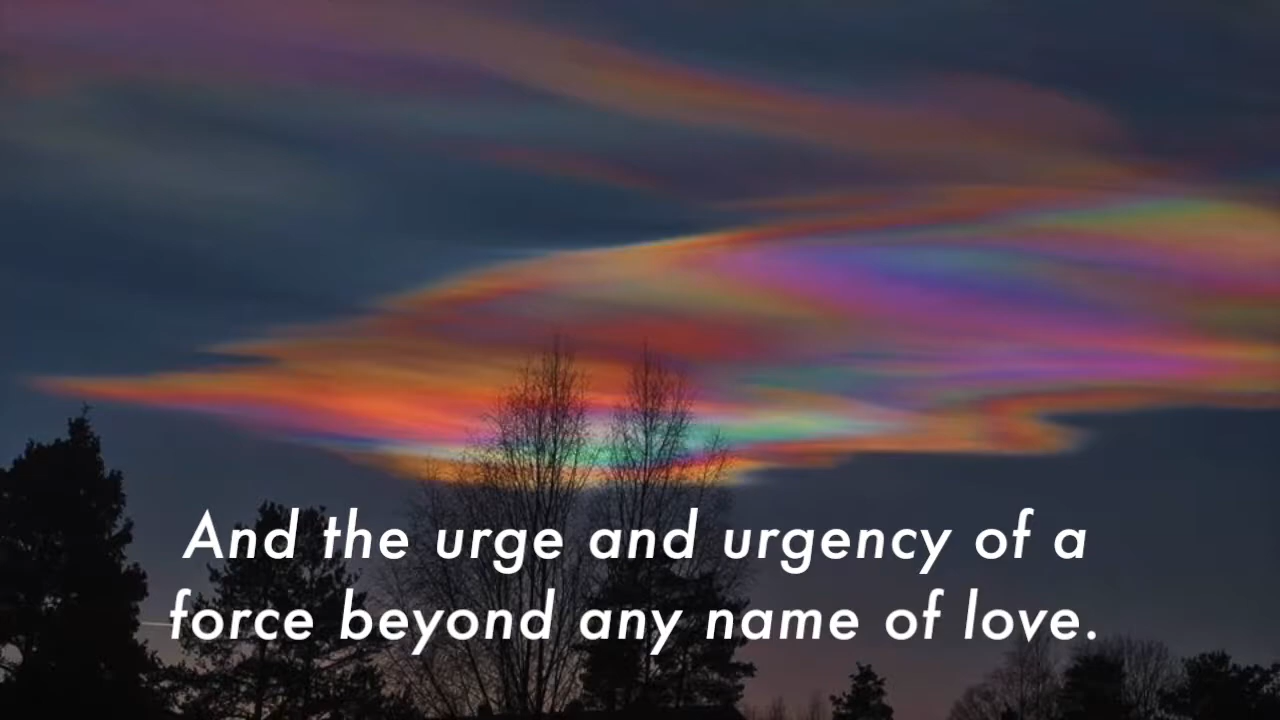 And the urge and urgency of a
force beyond any name of love.